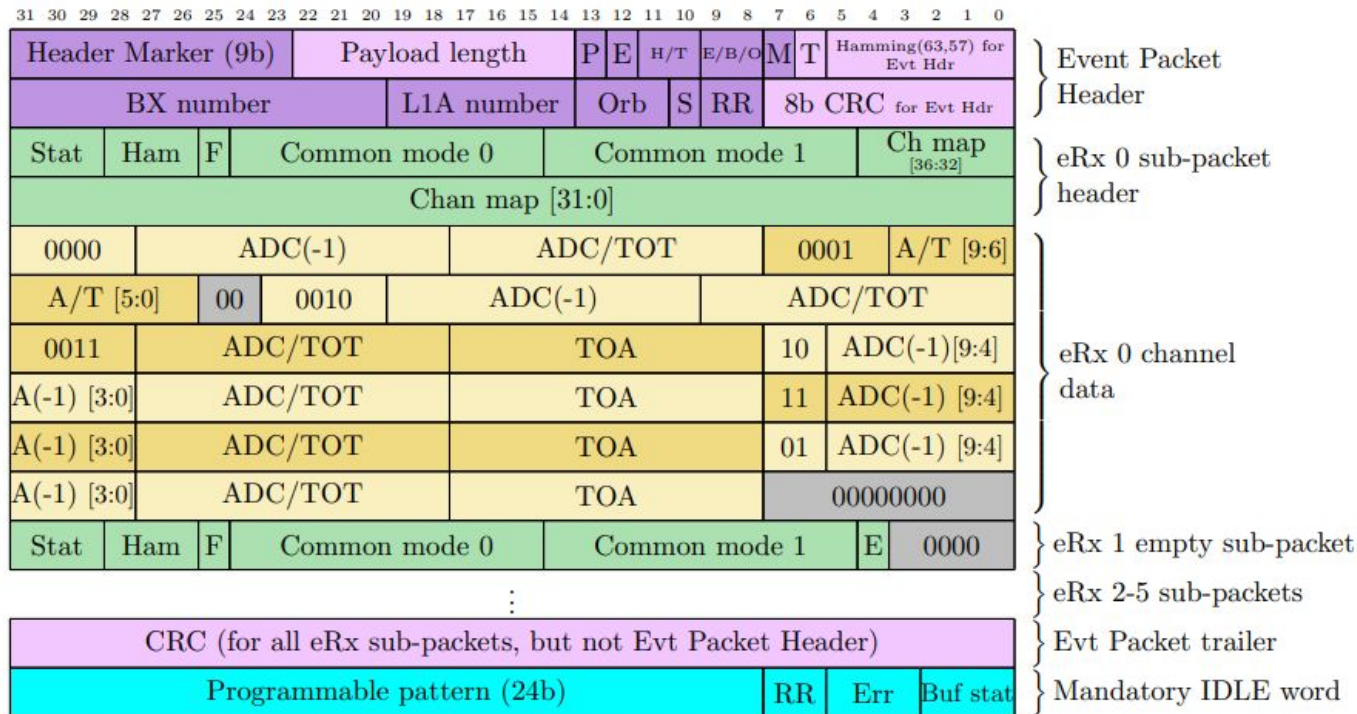 31 30 29 28 27 26 25 24 23 22 21 20 19 18 17 16 15 14 13 12 11 10 9 8 7 6 5 4 3 2 1 0
Header Marker (9b) Payload length P E H/T E/B/O M T Hamming(63,57) for
Evt Hdr
Event Packet
Header
BX number L1A number Orb S RR 8b CRC for Evt Hdr
Stat Ham F Common mode 0 Common mode 1 Ch map
[36:32]
eRx 0 sub-packet
header
Chan map [31:0]
0000 ADC(-1) ADC/TOT 0001 A/T [9:6]
A/T [5:0] 00 0010 ADC(-1) ADC/TOT
0011 ADC/TOT TOA 10 ADC(-1)[9:4]
eRx 0 channel
data
A(-1) [3:0] ADC/TOT TOA 11 ADC(-1) [9:4]
A(-1) [3:0] ADC/TOT TOA 01 ADC(-1) [9:4]
A(-1) [3:0] ADC/TOT TOA 00000000
Stat Ham F Common mode 0 Common mode 1 E 0000 eRx 1 empty sub-packet
⋮ eRx 2-5 sub-packets
CRC (for all eRx sub-packets, but not Evt Packet Header) Evt Packet trailer
Programmable pattern (24b) RR Err Buf stat Mandatory IDLE word